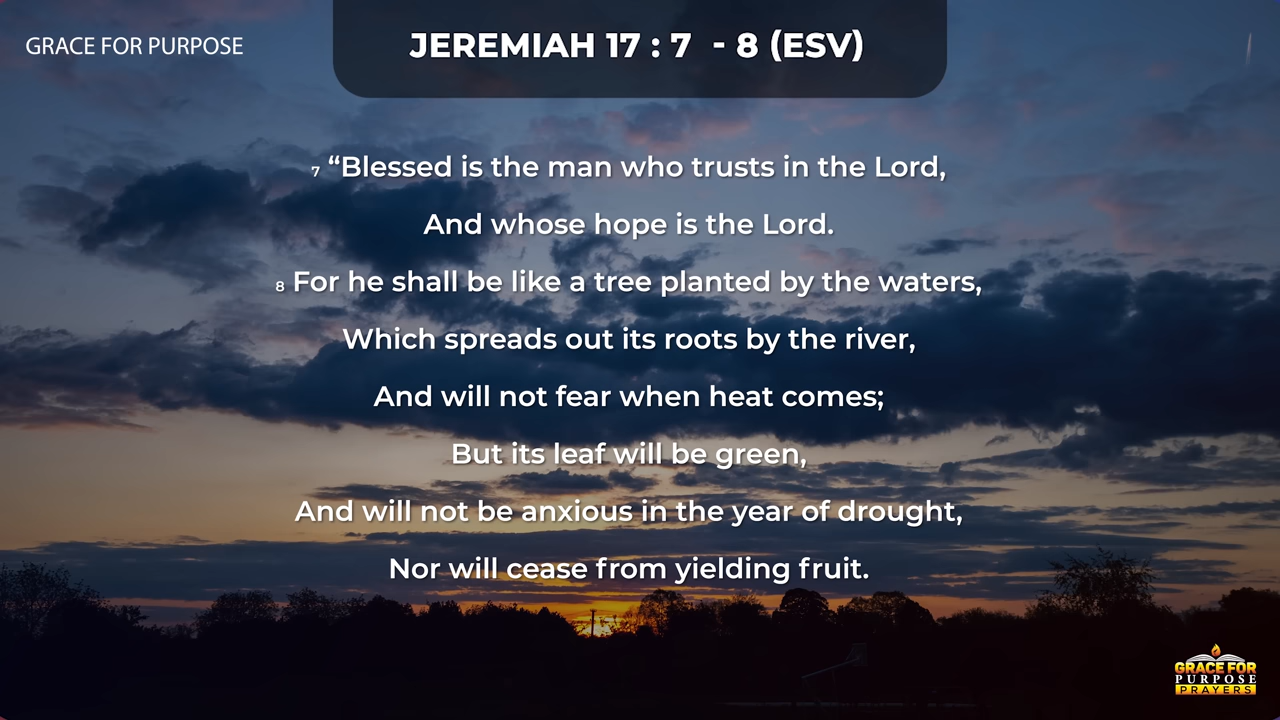 GRACE FOR PURPOSE
JEREMIAH 17 : 7 - 8 (ESV)
7 “Blessed is the man who trusts in the Lord,
And whose hope is the Lord.
8 For he shall be like a tree planted by the waters,
Which spreads out its roots by the river,
And will not fear when heat comes;
But its leaf will be green,
And will not be anxious in the year of drought,
Nor will cease from yielding fruit.
GRACE FOR
PURPOSE
PRAYERS